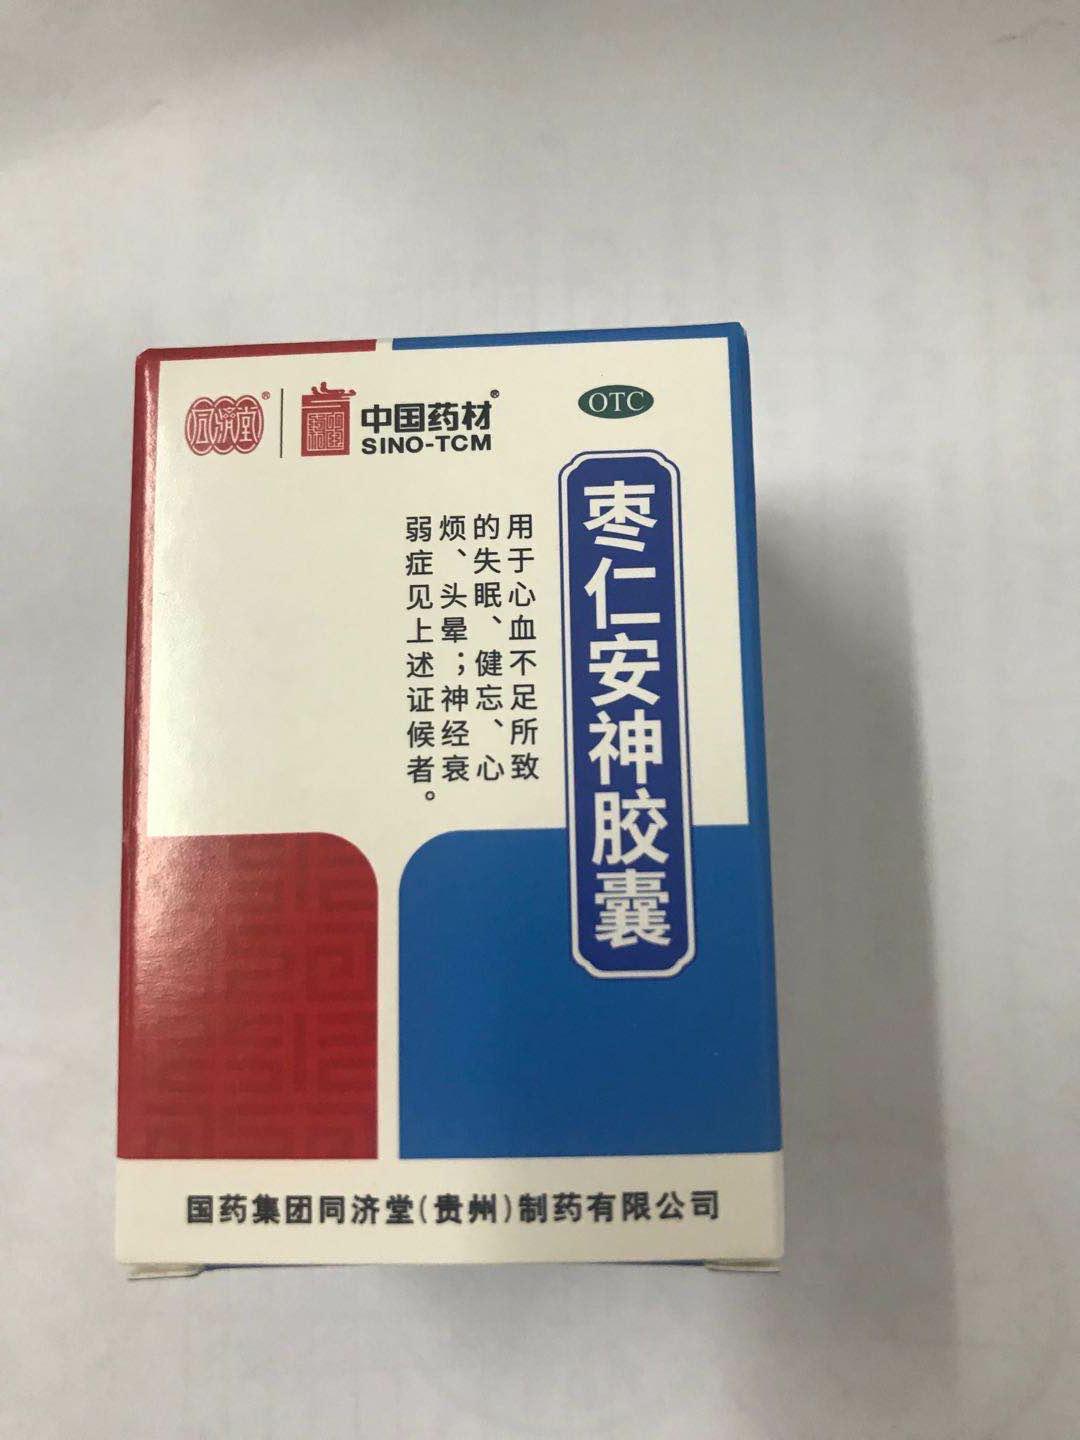 同濟堂®
中国药材®
SINO-TCM
OTC
枣仁安神胶囊
用于心血不足所致
的失眠、健忘、心
烦、头晕；神经衰
弱症见上述证候者。
国药集团同济堂(贵州)制药有限公司